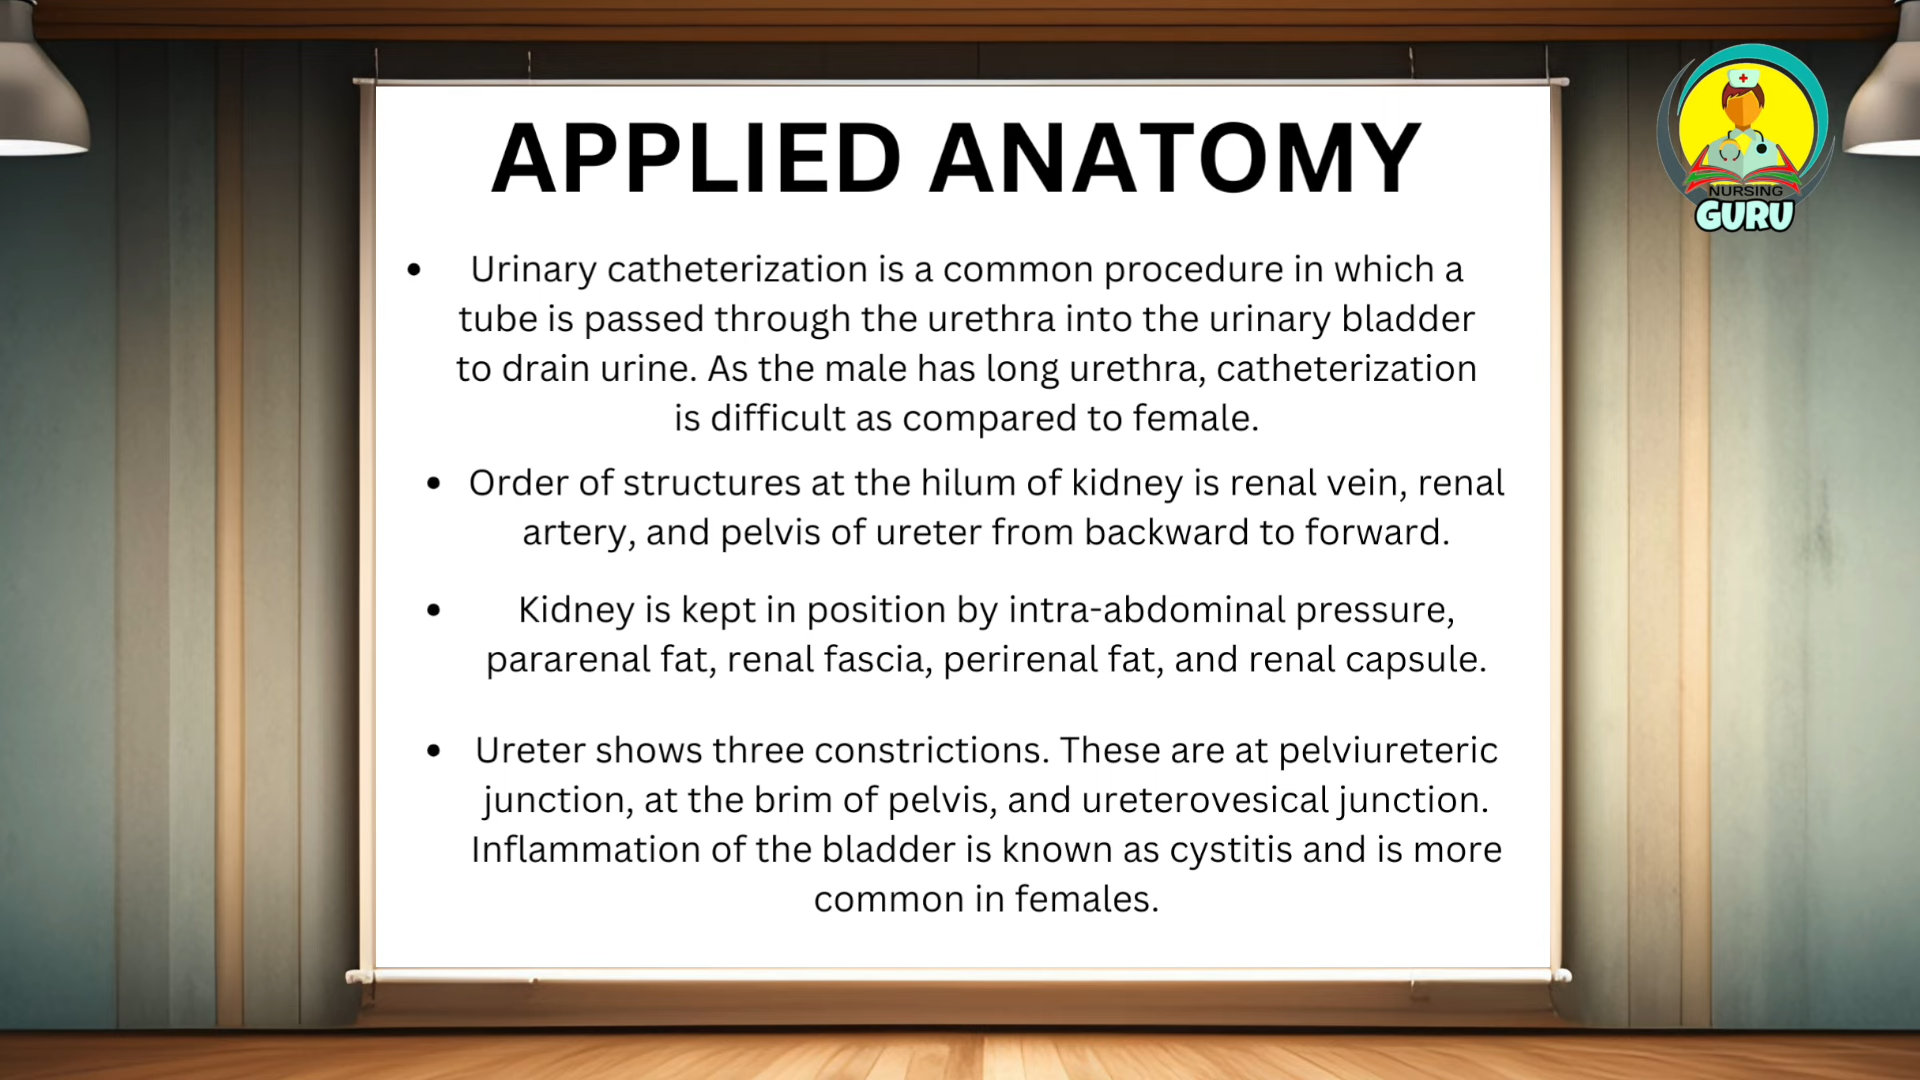 APPLIED ANATOMY
NURSING
GURU
• Urinary catheterization is a common procedure in which a
tube is passed through the urethra into the urinary bladder
to drain urine. As the male has long urethra, catheterization
is difficult as compared to female.
• Order of structures at the hilum of kidney is renal vein, renal
artery, and pelvis of ureter from backward to forward.
• Kidney is kept in position by intra-abdominal pressure,
pararenal fat, renal fascia, perirenal fat, and renal capsule.
• Ureter shows three constrictions. These are at pelviureteric
junction, at the brim of pelvis, and ureterovesical junction.
Inflammation of the bladder is known as cystitis and is more
common in females.